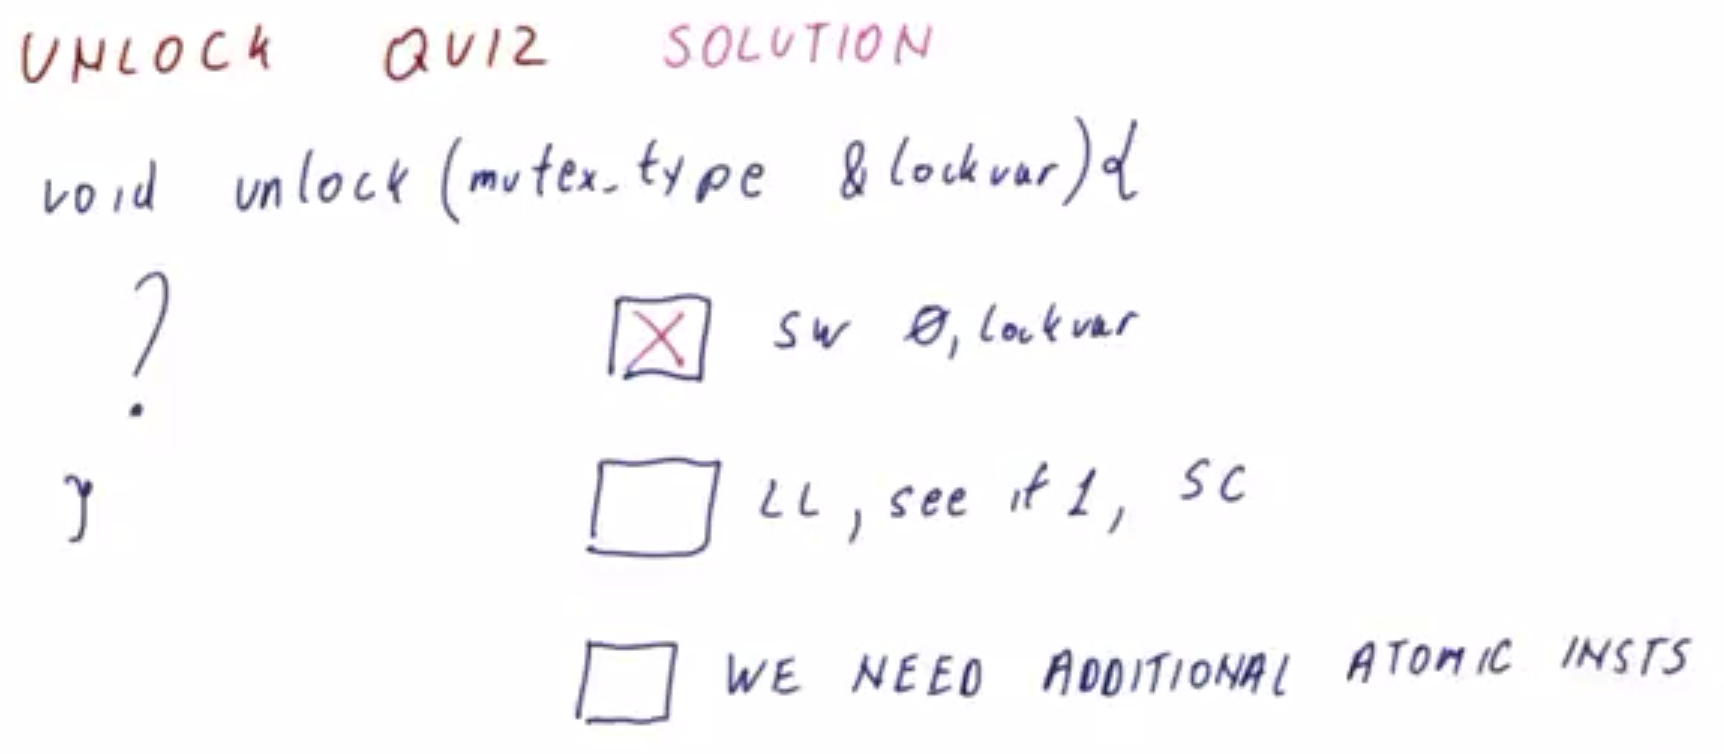 UNLOCK QUIZ SOLUTION
void unlock (mutex_type &lockvar){
?
X SW 0, lockvar
LL, see if 1, SC
}
WE NEED ADDITIONAL ATOMIC INSTS